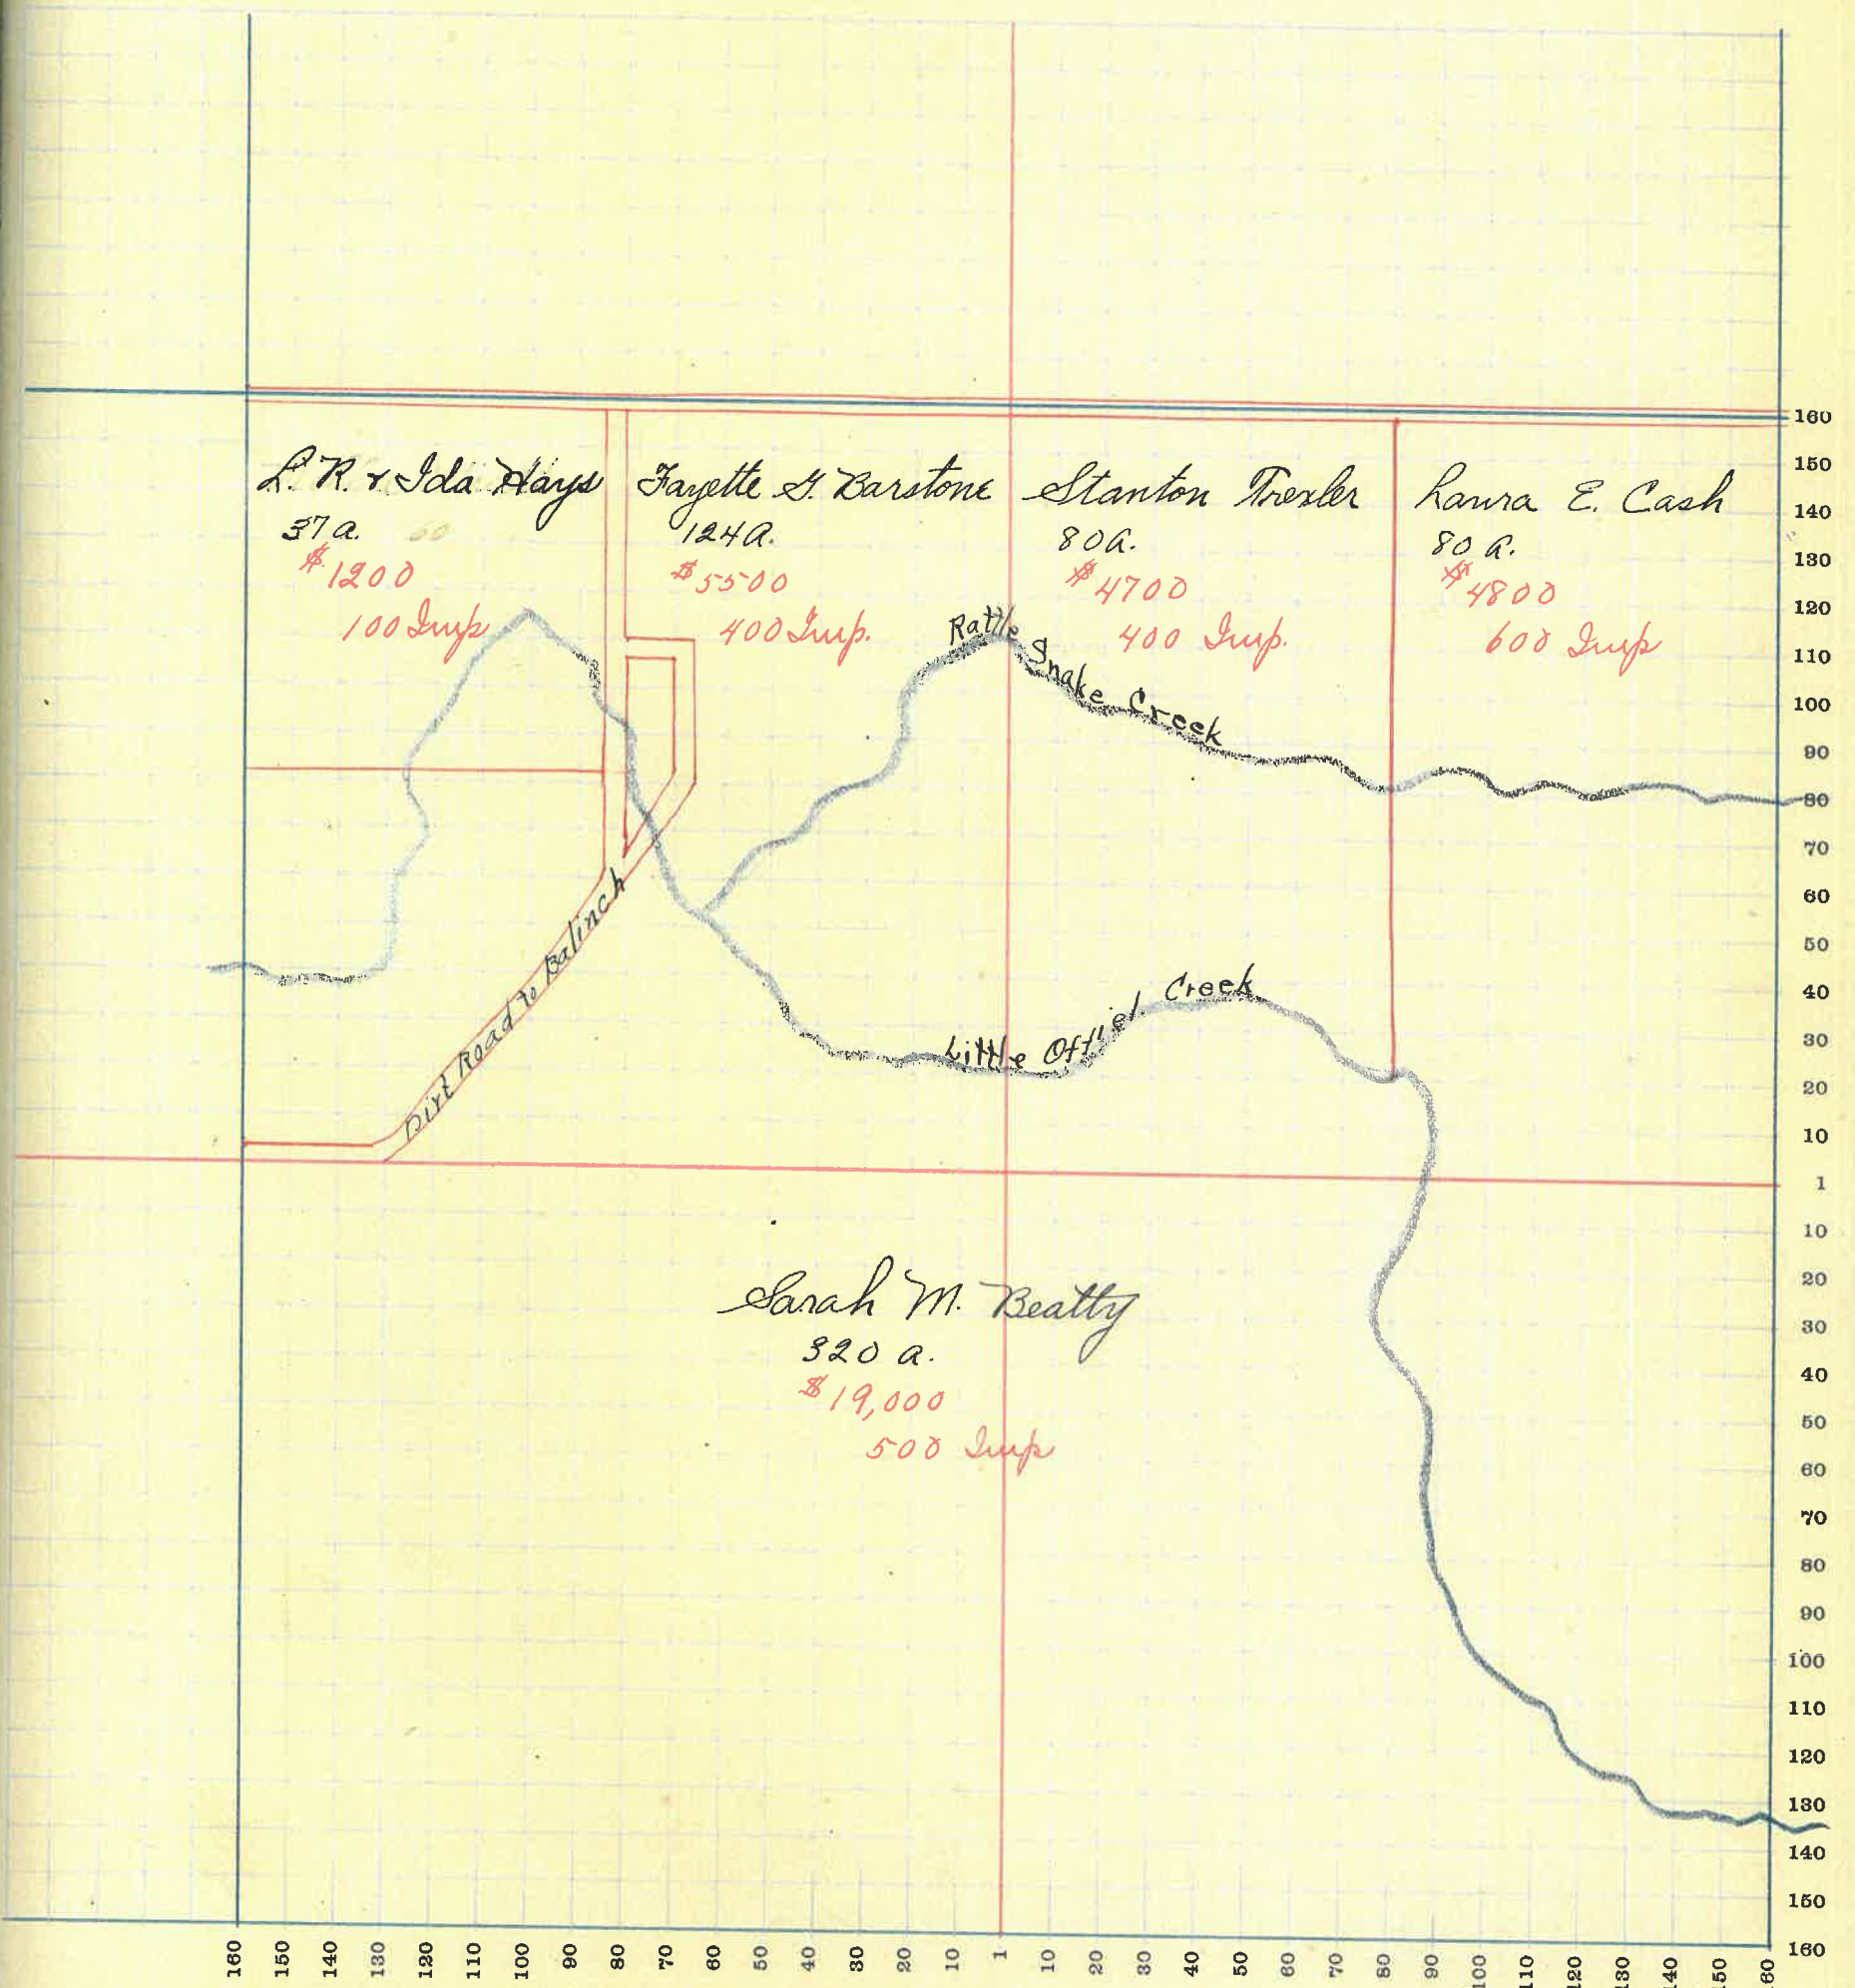 L. R. & Ida Hays
37 a. 60
$1200
100 Imp
Fayette G. Barstone
124 A.
$5500
400 Imp.
Stanton Trexler
80 A.
$4700
400 Imp.
Laura E. Cash
80 A.
$4800
600 Imp
Rattle Snake Creek
Dirt Road to Balinch
Little Offiel Creek
Sarah M. Beatty
320 a.
$19,000
500 Imp
160
150
140
130
120
110
100
90
80
70
60
50
40
30
20
10
1
10
20
30
40
50
60
70
80
90
100
110
120
130
140
150
160
160 150 140 130 120 110 100 90 80 70 60 50 40 30 20 10 1 10 20 30 40 50 60 70 80 90 100 110 120 130 140 150 160